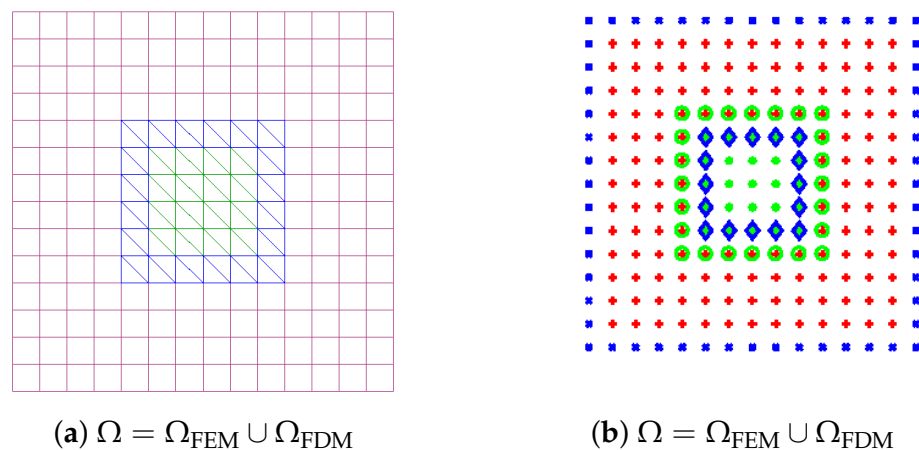 (a) Ω = Ω_FEM ∪ Ω_FDM
(b) Ω = Ω_FEM ∪ Ω_FDM